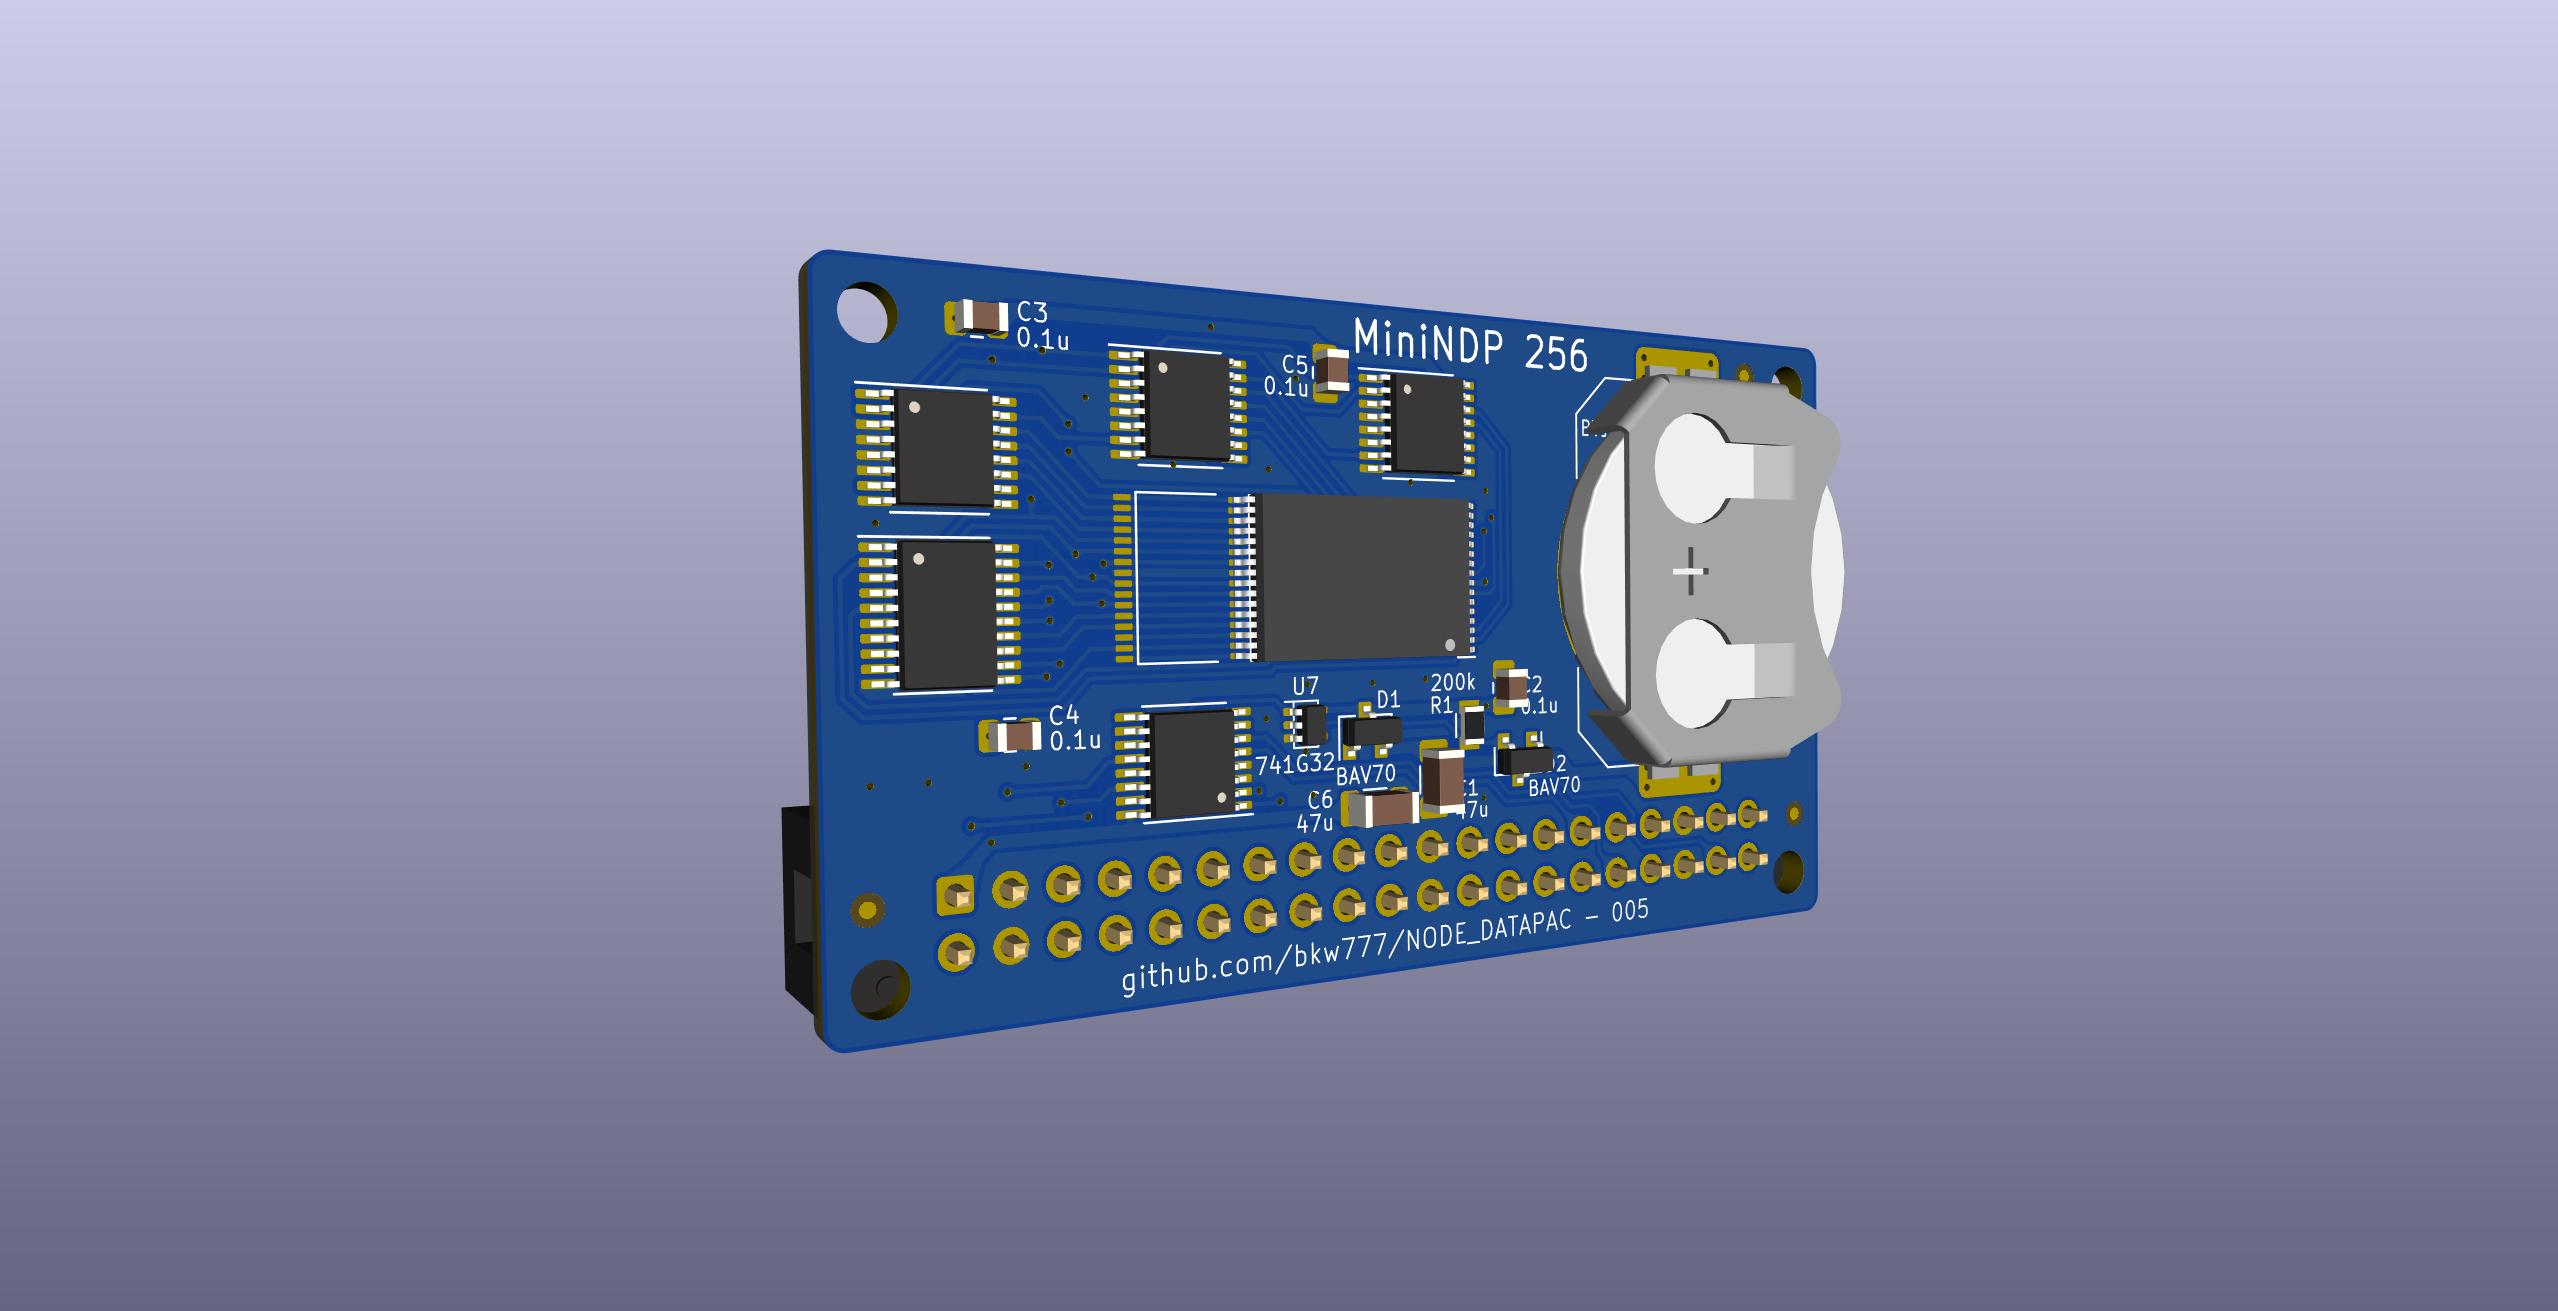 C3
0.1u
MiniNDP 256
C5
0.1u
U7
D1
200k
R1
0.1u
C4
0.1u
741G32
BAV70
BAV70
C6
47u
47u
github.com/bkw777/NODE_DATAPAC - 005